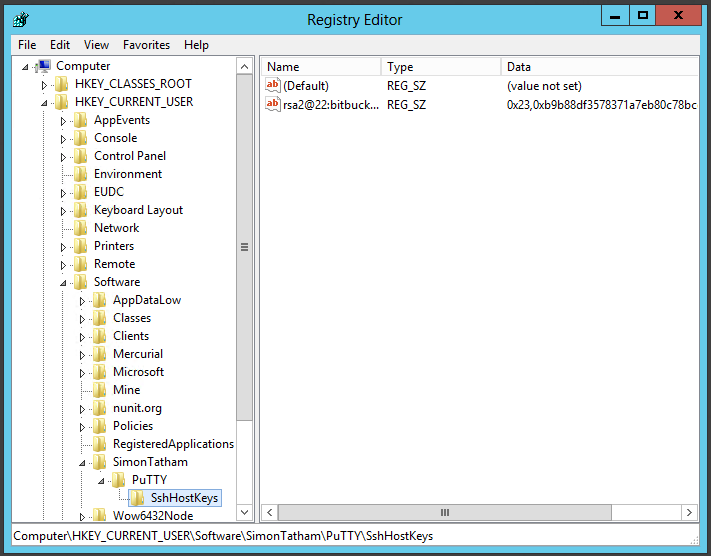 Registry Editor
File Edit View Favorites Help
Computer
HKEY_CLASSES_ROOT
HKEY_CURRENT_USER
AppEvents
Console
Control Panel
Environment
EUDC
Keyboard Layout
Network
Printers
Remote
Software
AppDataLow
Classes
Clients
Mercurial
Microsoft
Mine
nunit.org
Policies
RegisteredApplications
SimonTatham
PuTTY
SshHostKeys
Wow6432Node
Name Type Data
ab (Default) REG_SZ (value not set)
ab rsa2@22:bitbuck... REG_SZ 0x23,0xb9b88df3578371a7eb80c78bc
Computer\HKEY_CURRENT_USER\Software\SimonTatham\PuTTY\SshHostKeys